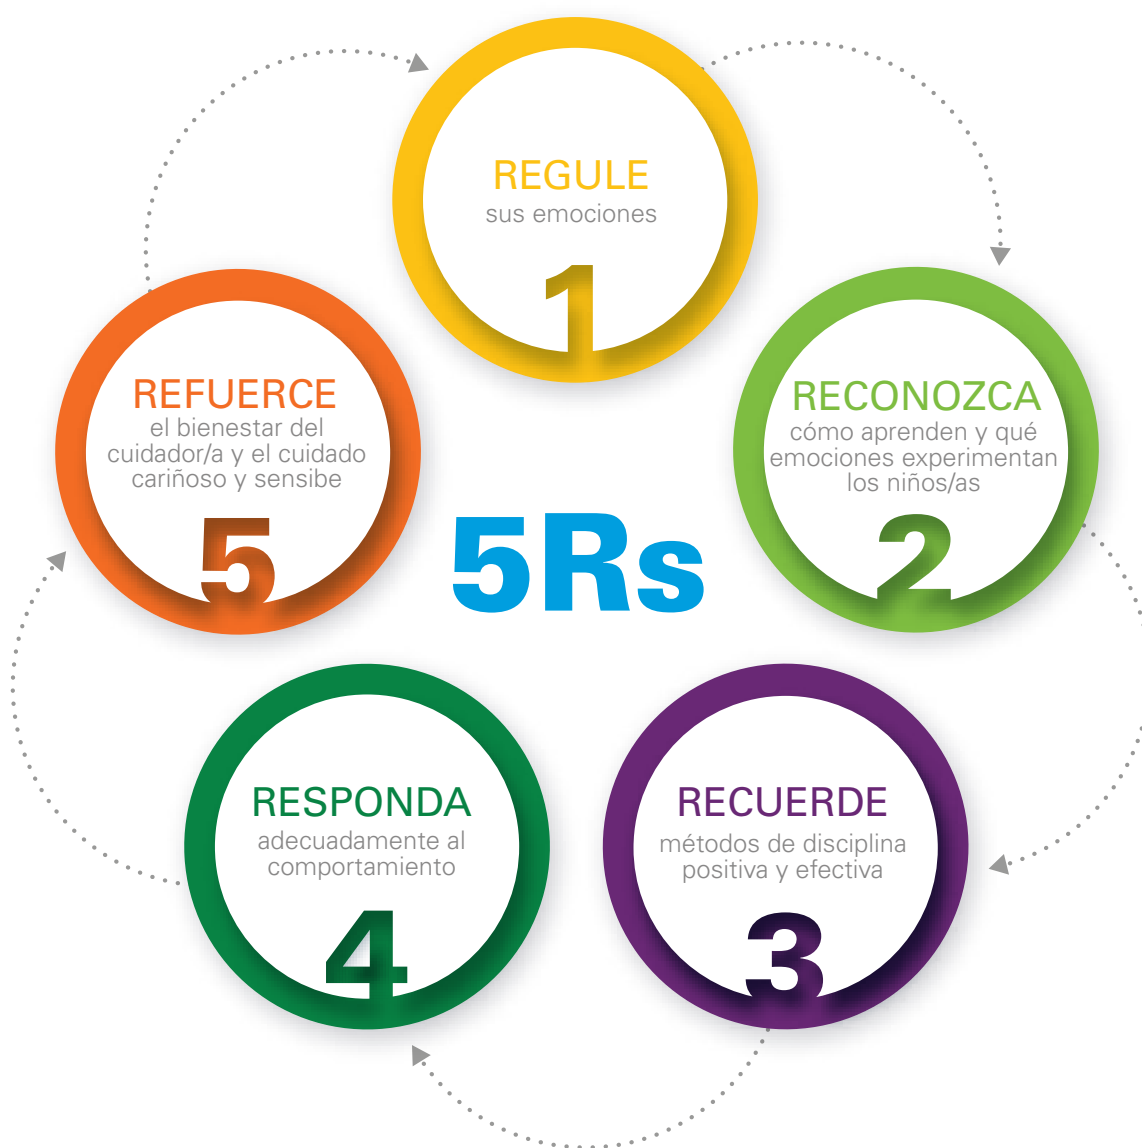 REGULE
sus emociones
1
RECONOZCA
cómo aprenden y qué
emociones experimentan
los niños/as
2
RECUERDE
métodos de disciplina
positiva y efectiva
3
RESPONDA
adecuadamente al
comportamiento
4
REFUERCE
el bienestar del
cuidador/a y el cuidado
cariñoso y sensibe
5
5Rs